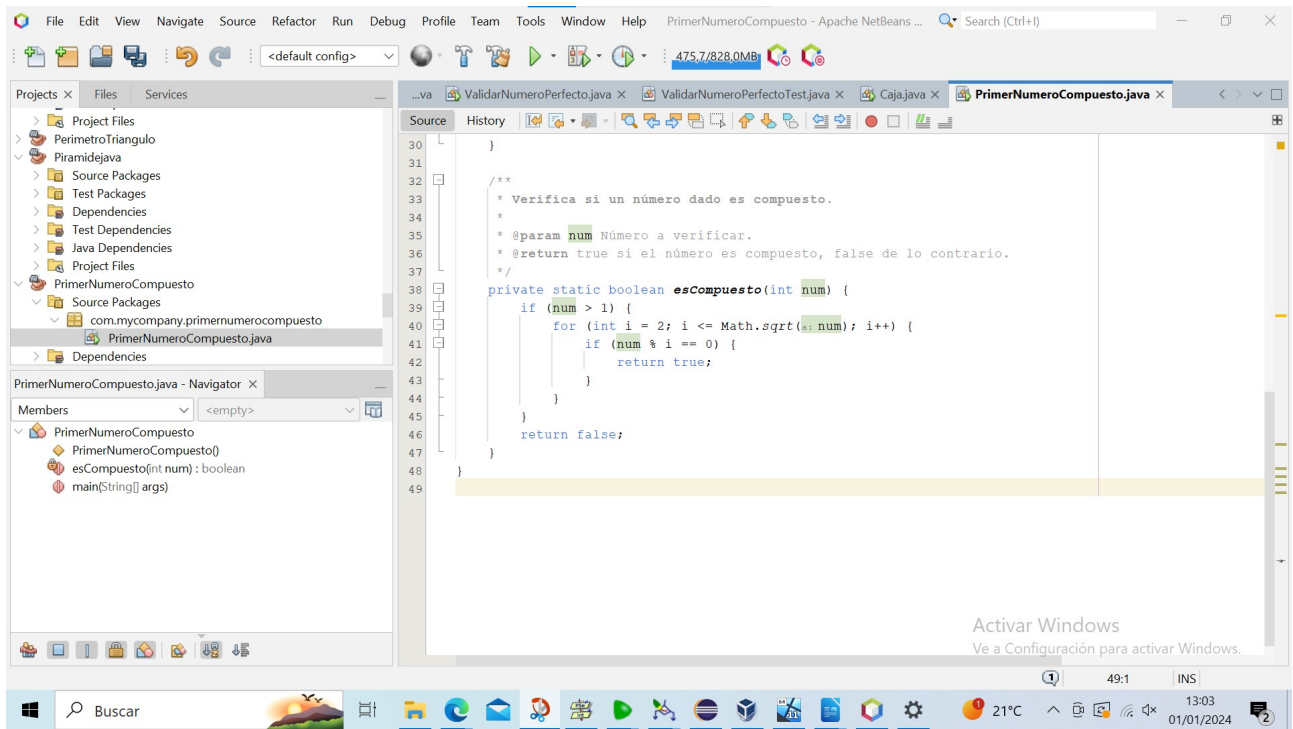 File Edit View Navigate Source Refactor Run Debug Profile Team Tools Window Help PrimerNumeroCompuesto - Apache NetBeans ... Search (Ctrl+I)
<default config> 475,7/828,0MB
Projects Files Services
Project Files
PerimetroTriangulo
Piramidejava
Source Packages
Test Packages
Dependencies
Test Dependencies
Java Dependencies
Project Files
PrimerNumeroCompuesto
Source Packages
com.mycompany.primernumerocompuesto
PrimerNumeroCompuesto.java
Dependencies
PrimerNumeroCompuesto.java - Navigator
Members <empty>
PrimerNumeroCompuesto
PrimerNumeroCompuesto()
esCompuesto(int num) : boolean
main(String[] args)
...va ValidarNumeroPerfecto.java ValidarNumeroPerfectoTest.java Caja.java PrimerNumeroCompuesto.java
Source History
30 }
31
32 /**
33 * Verifica si un número dado es compuesto.
34 *
35 * @param num Número a verificar.
36 * @return true si el número es compuesto, false de lo contrario.
37 */
38 private static boolean esCompuesto(int num) {
39 if (num > 1) {
40 for (int i = 2; i <= Math.sqrt(a: num); i++) {
41 if (num % i == 0) {
42 return true;
43 }
44 }
45 }
46 return false;
47 }
48 }
49
Activar Windows
Ve a Configuración para activar Windows.
1 49:1 INS
Buscar
64
1 21°C
13:03
01/01/2024
2